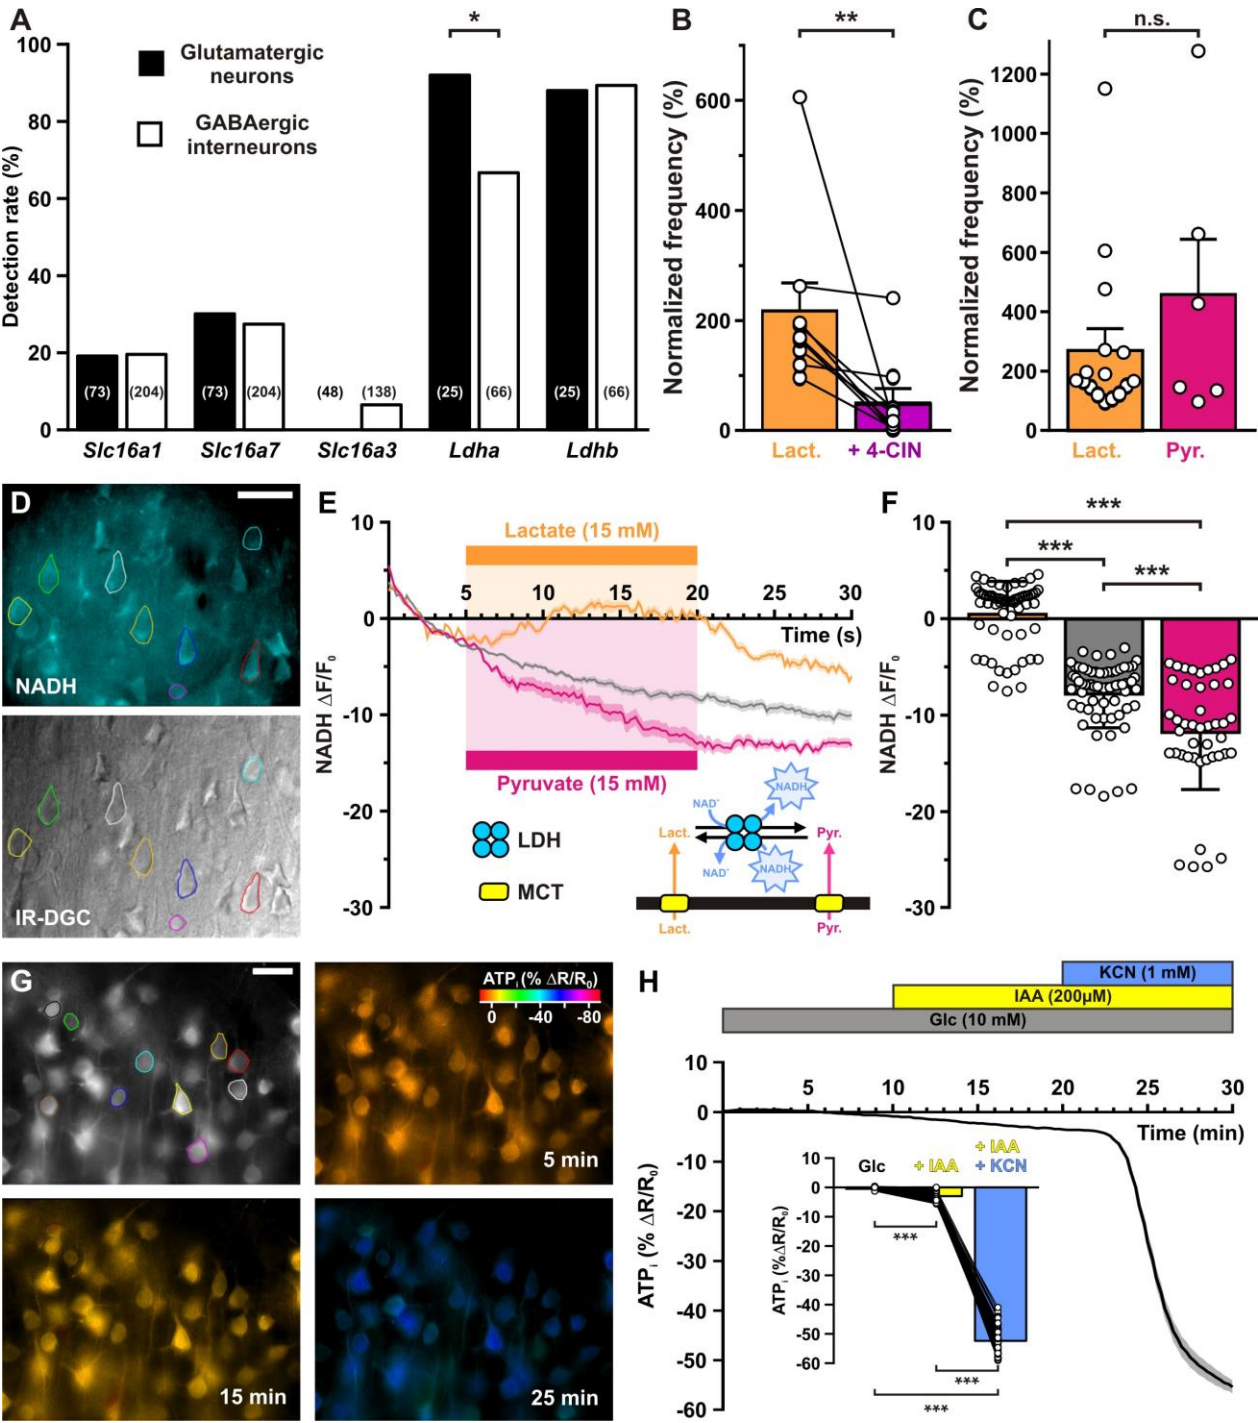 A
Glutamatergic
neurons
GABAergic
interneurons
*
Detection rate (%)
100
80
60
40
20
0
(73)
(204)
(73)
(204)
(48)
(138)
(25)
(66)
(25)
(66)
Slc16a1
Slc16a7
Slc16a3
Ldha
Ldhb
B
**
Normalized frequency (%)
600
400
200
0
Lact.
+ 4-CIN
C
n.s.
Normalized frequency (%)
1200
1000
800
600
400
200
0
Lact.
Pyr.
D
NADH
IR-DGC
E
NADH ΔF/F0
10
0
-10
-20
-30
Lactate (15 mM)
5
10
15
20
25
30
Time (s)
Pyruvate (15 mM)
LDH
MCT
NAD+
NADH
Lact.
Pyr.
NAD+
NADH
Lact.
Pyr.
F
***
***
***
NADH ΔF/F0
10
0
-10
-20
-30
G
ATPi (% ΔR/R0)
0
-40
-80
5 min
15 min
25 min
H
KCN (1 mM)
IAA (200µM)
Glc (10 mM)
ATPi (% ΔR/R0)
10
0
-10
-20
-30
-40
-50
-60
5
10
15
20
25
30
Time (min)
+ IAA
Glc
+ IAA
+ KCN
ATPi (%ΔR/R0)
10
0
-10
-20
-30
-40
-50
-60
***
***
***